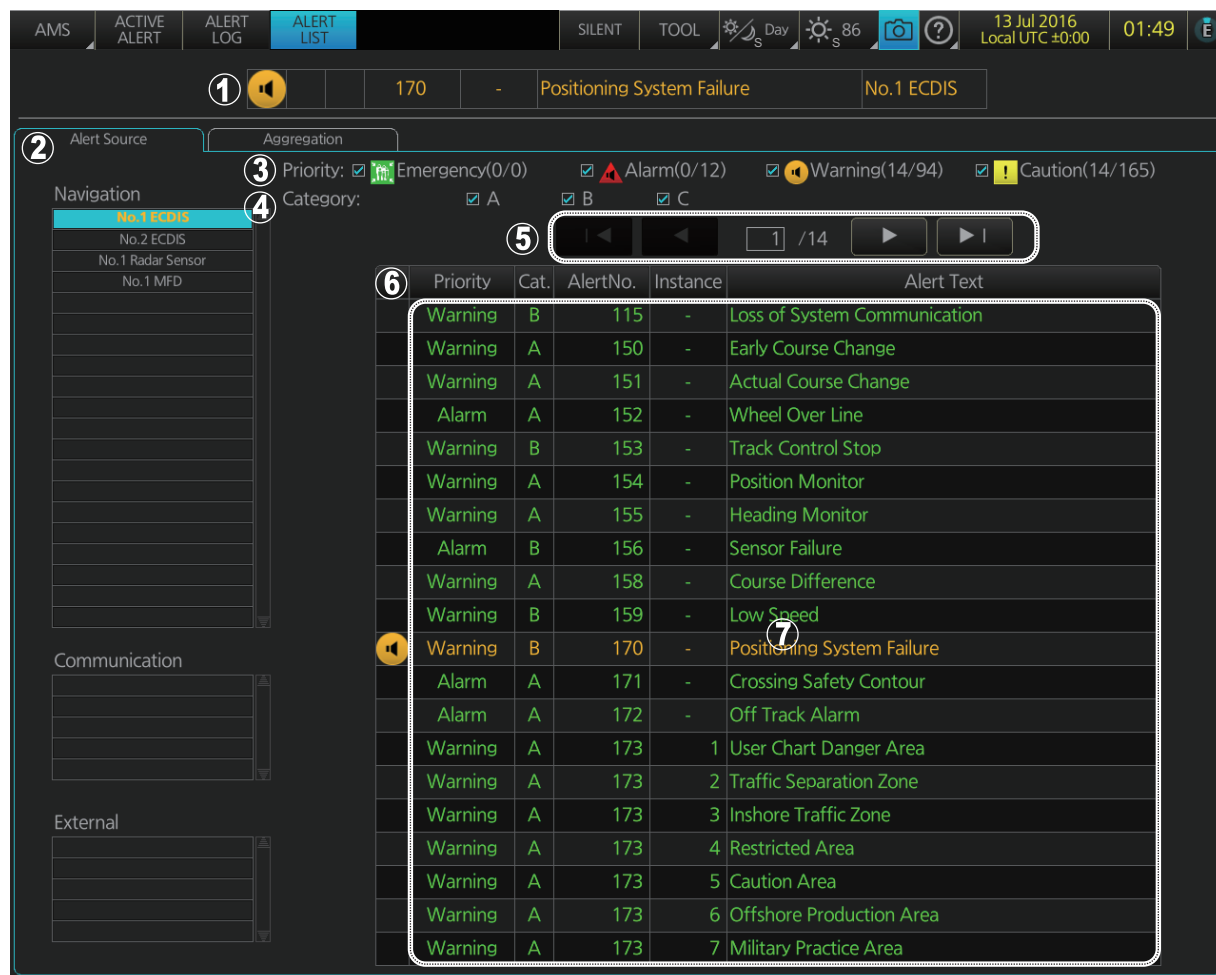 AMS ACTIVE ALERT ALERT LOG ALERT LIST SILENT TOOL S Day S 86 ? 13 Jul 2016 Local UTC ±0:00 01:49 E
1 170 - Positioning System Failure No.1 ECDIS
2 Alert Source Aggregation
3 Priority: Emergency(0/0) Alarm(0/12) Warning(14/94) ! Caution(14/165)
4 Category: A B C
5 1 /14
Navigation
No.1 ECDIS
No.2 ECDIS
No.1 Radar Sensor
No.1 MFD
Communication
External
6 Priority Cat. AlertNo. Instance Alert Text
Warning B 115 - Loss of System Communication
Warning A 150 - Early Course Change
Warning A 151 - Actual Course Change
Alarm A 152 - Wheel Over Line
Warning B 153 - Track Control Stop
Warning A 154 - Position Monitor
Warning A 155 - Heading Monitor
Alarm B 156 - Sensor Failure
Warning A 158 - Course Difference
Warning B 159 - Low Speed
7
Warning B 170 - Positioning System Failure
Alarm A 171 - Crossing Safety Contour
Alarm A 172 - Off Track Alarm
Warning A 173 1 User Chart Danger Area
Warning A 173 2 Traffic Separation Zone
Warning A 173 3 Inshore Traffic Zone
Warning A 173 4 Restricted Area
Warning A 173 5 Caution Area
Warning A 173 6 Offshore Production Area
Warning A 173 7 Military Practice Area